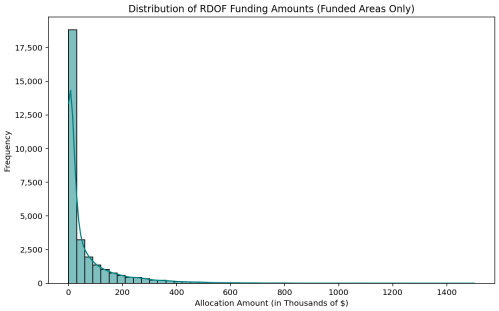 Distribution of RDOF Funding Amounts (Funded Areas Only)
17,500
15,000
12,500
10,000
7,500
5,000
2,500
0
Frequency
0 200 400 600 800 1000 1200 1400
Allocation Amount (in Thousands of $)